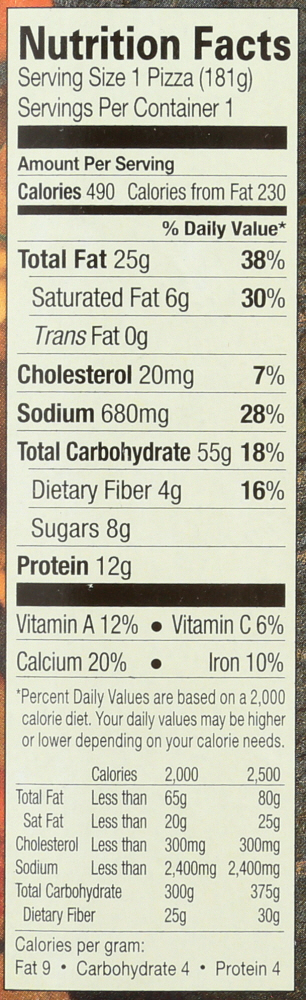 Nutrition Facts
Serving Size 1 Pizza (181g)
Servings Per Container 1
Amount Per Serving
Calories 490 Calories from Fat 230
% Daily Value*
Total Fat 25g 38%
Saturated Fat 6g 30%
Trans Fat 0g
Cholesterol 20mg 7%
Sodium 680mg 28%
Total Carbohydrate 55g 18%
Dietary Fiber 4g 16%
Sugars 8g
Protein 12g
Vitamin A 12% • Vitamin C 6%
Calcium 20% • Iron 10%
*Percent Daily Values are based on a 2,000
calorie diet. Your daily values may be higher
or lower depending on your calorie needs.
Calories 2,000 2,500
Total Fat Less than 65g 80g
Sat Fat Less than 20g 25g
Cholesterol Less than 300mg 300mg
Sodium Less than 2,400mg 2,400mg
Total Carbohydrate 300g 375g
Dietary Fiber 25g 30g
Calories per gram:
Fat 9 • Carbohydrate 4 • Protein 4